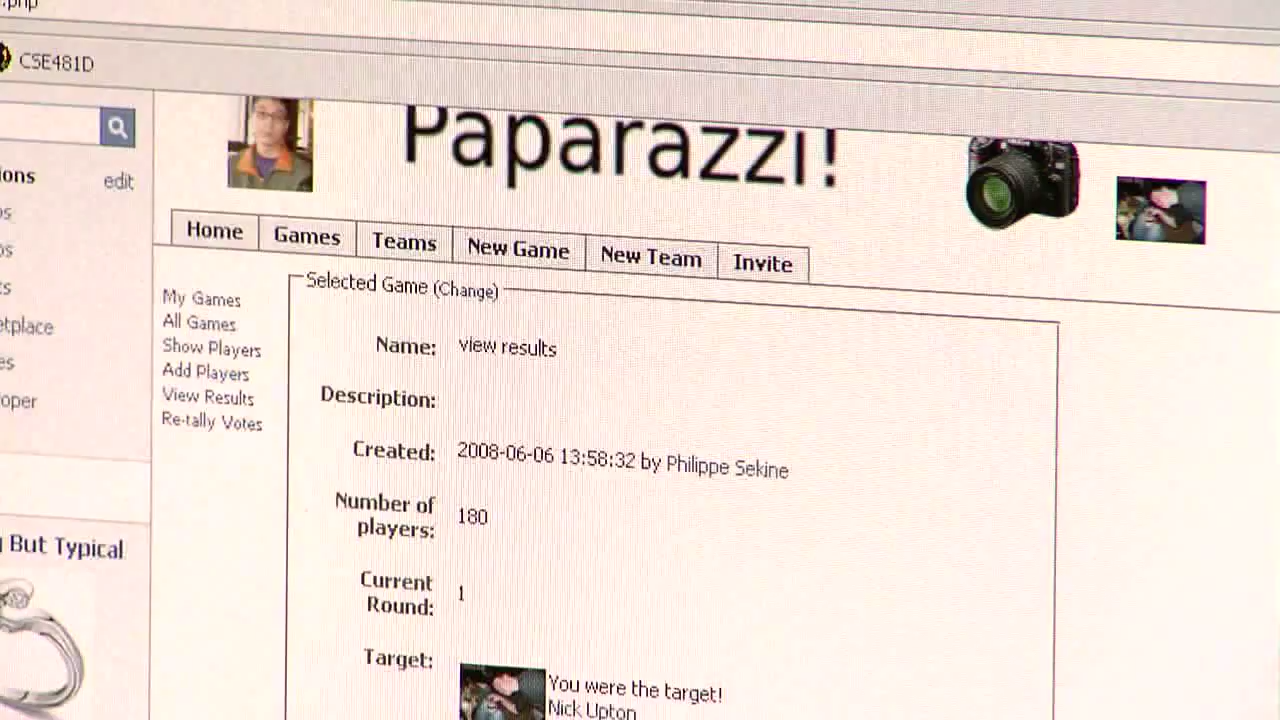 .php
CSE481D
Paparazzi!
ions
edit
Home Games Teams New Game New Team Invite
Selected Game (Change)
My Games
All Games
Show Players
Add Players
View Results
Re-tally Votes
etplace
oper
Name: view results
Description:
Created: 2008-06-06 13:58:32 by Philippe Sekine
Number of
players: 180
Current
Round: 1
Target: You were the target!
Nick Upton
But Typical